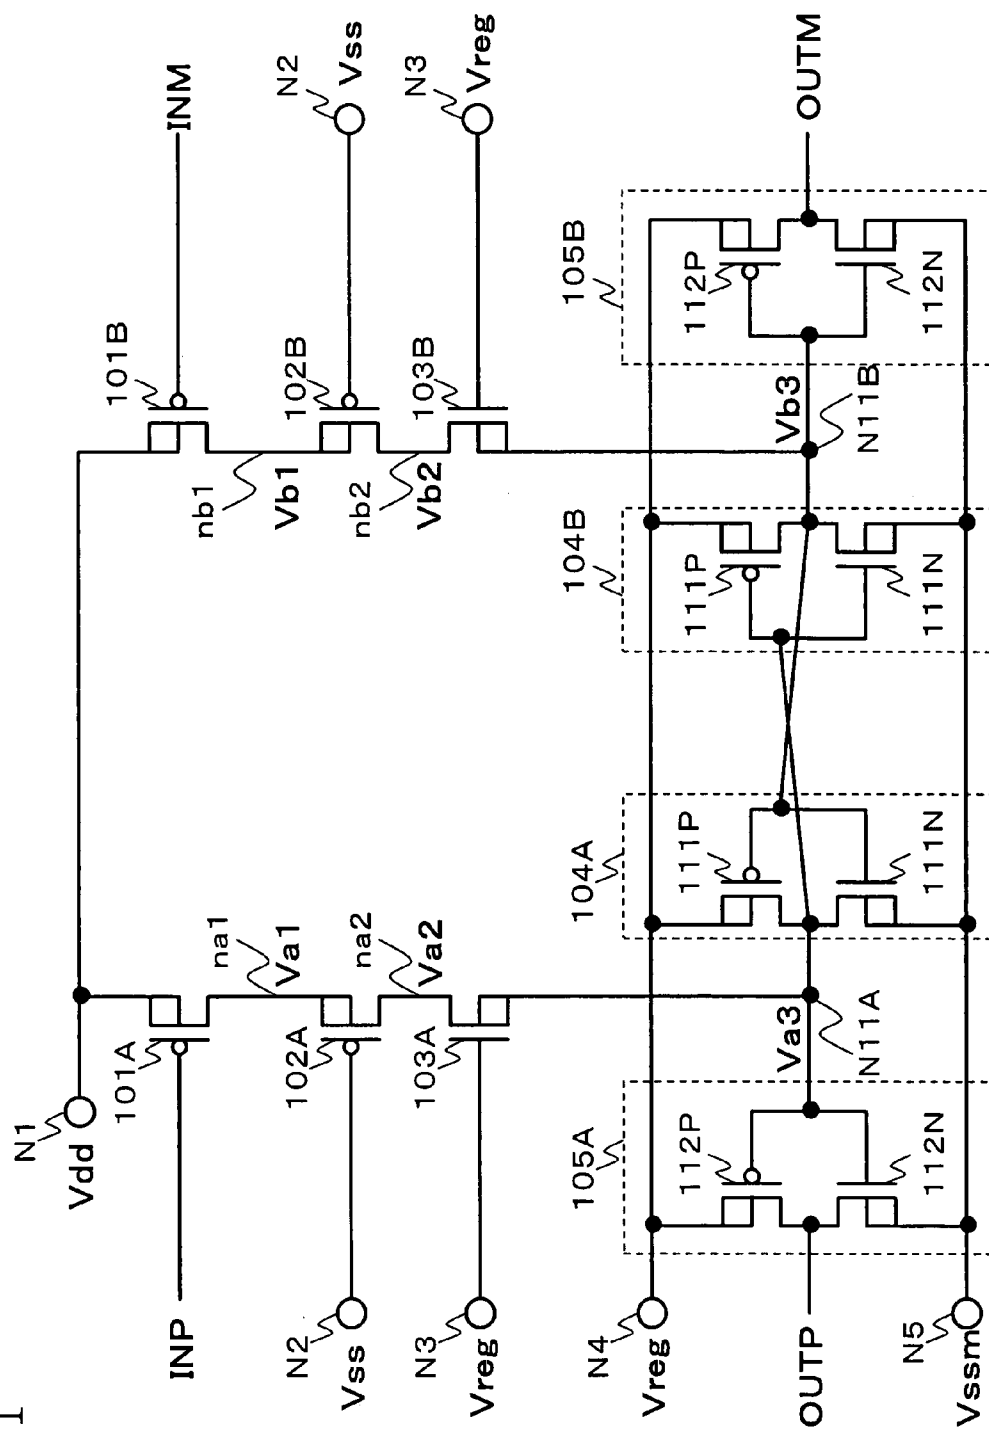 N1
Vdd
101A
101B
INP
INM
na1
Va1
nb1
Vb1
N2
Vss
102A
102B
N2
Vss
na2
Va2
nb2
Vb2
N3
Vreg
103A
103B
N3
Vreg
105A
104A
104B
105B
N4
Vreg
112P
111P
111P
112P
OUTP
Va3
N11A
Vb3
N11B
OUTM
112N
111N
111N
112N
N5
Vssm